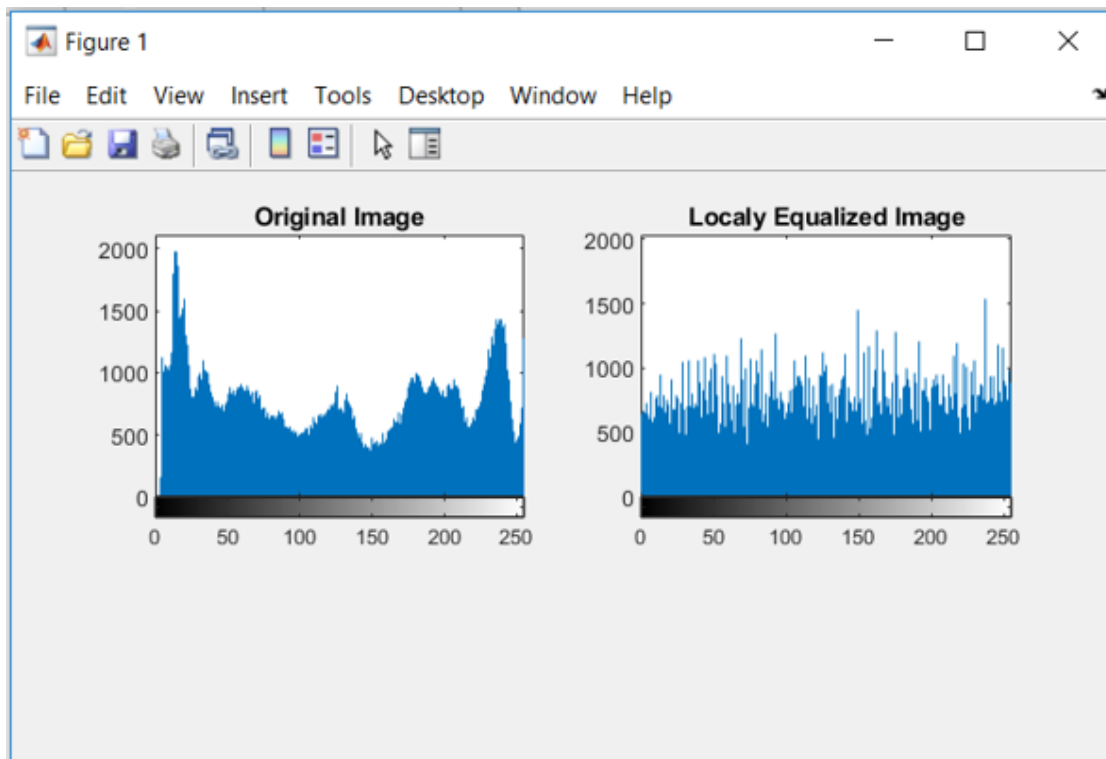 Figure 1
File Edit View Insert Tools Desktop Window Help
Original Image
2000
1500
1000
500
0
0 50 100 150 200 250
Localy Equalized Image
2000
1500
1000
500
0
0 50 100 150 200 250